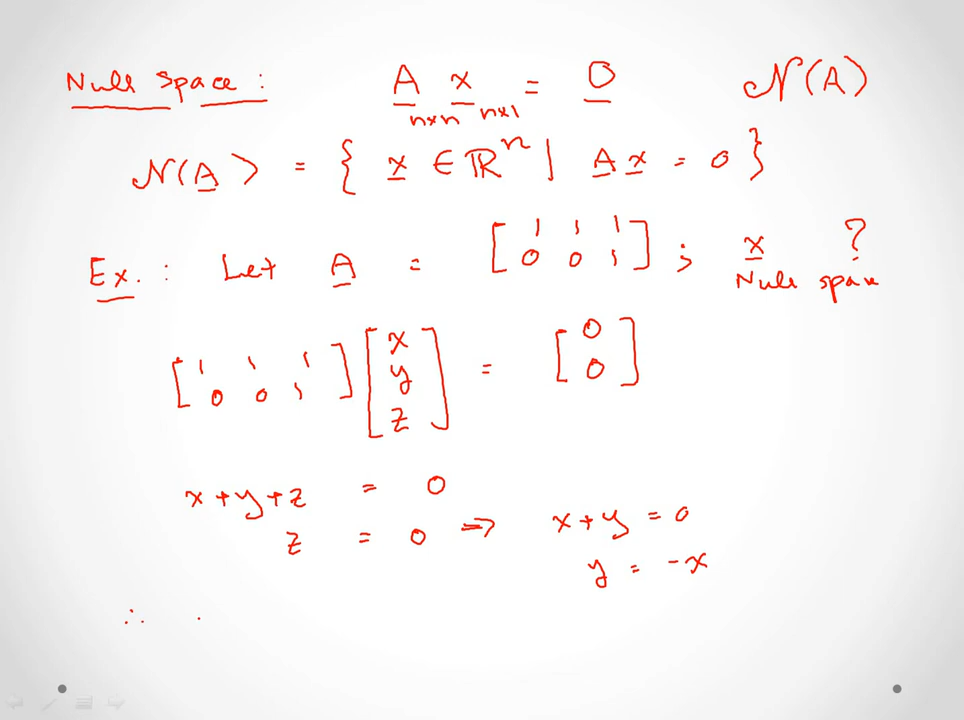 Null Space : A x = 0 N(A)
n×n n×1
N(A) = { x ∈ ℝⁿ | A x = 0 }
Ex. : Let A = [ 1 1 1 ; x ?
0 0 1 ] Null space
[ 1 1 1 [ x = [ 0
0 0 1 ] y 0 ]
z ]
x + y + z = 0
z = 0 ⇒ x + y = 0
y = -x
∴